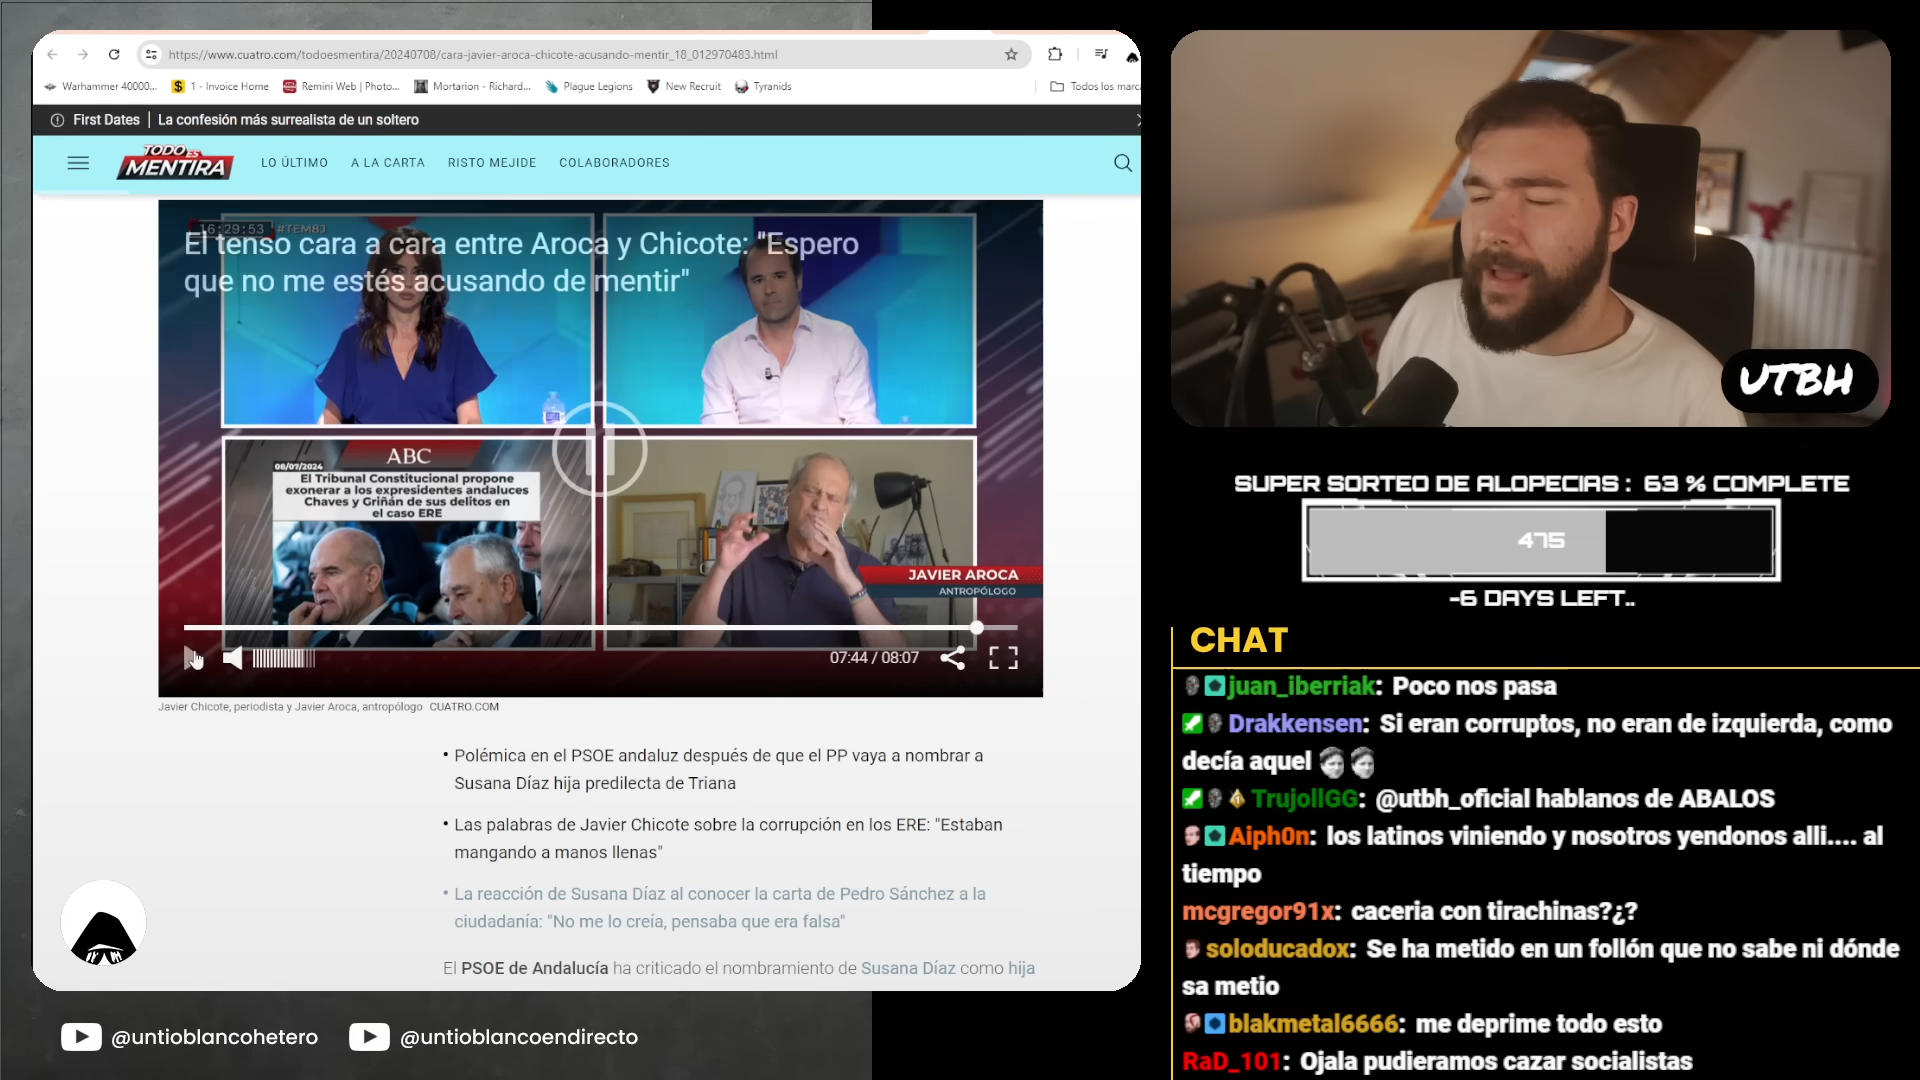 https://www.cuatro.com/todoesmentira/20240708/cara-javier-aroca-chicote-acusando-mentir_18_012970483.html
Warhammer 40000...
1 - Invoice Home
Remini Web | Photo...
Mortarion - Richard...
Plague Legions
New Recruit
Tyranids
Todos los marc
First Dates | La confesión más surrealista de un soltero
TODO ES
MENTIRA
LO ÚLTIMO
A LA CARTA
RISTO MEJIDE
COLABORADORES
16:29:53 #TEM8J
El tenso cara a cara entre Aroca y Chicote: "Espero
que no me estés acusando de mentir"
ABC
08/07/2024
El Tribunal Constitucional propone
exonerar a los expresidentes andaluces
Chaves y Griñán de sus delitos en
el caso ERE
JAVIER AROCA
ANTROPÓLOGO
07:44 / 08:07
Javier Chicote, periodista y Javier Aroca, antropólogo CUATRO.COM
• Polémica en el PSOE andaluz después de que el PP vaya a nombrar a
Susana Díaz hija predilecta de Triana
• Las palabras de Javier Chicote sobre la corrupción en los ERE: "Estaban
mangando a manos llenas"
• La reacción de Susana Díaz al conocer la carta de Pedro Sánchez a la
ciudadanía: "No me lo creía, pensaba que era falsa"
El PSOE de Andalucía ha criticado el nombramiento de Susana Díaz como hija
@untioblancohetero
@untioblancoendirecto
UTBH
SUPER SORTEO DE ALOPECIAS : 63 % COMPLETE
475
-6 DAYS LEFT..
CHAT
juan_iberriak: Poco nos pasa
Drakkensen: Si eran corruptos, no eran de izquierda, como
decía aquel
TrujollGG: @utbh_oficial hablanos de ABALOS
Aiph0n: los latinos viniendo y nosotros yendonos alli.... al
tiempo
mcgregor91x: caceria con tirachinas?¿?
soloducadox: Se ha metido en un follón que no sabe ni dónde
sa metio
blakmetal6666: me deprime todo esto
RaD_101: Ojala pudieramos cazar socialistas